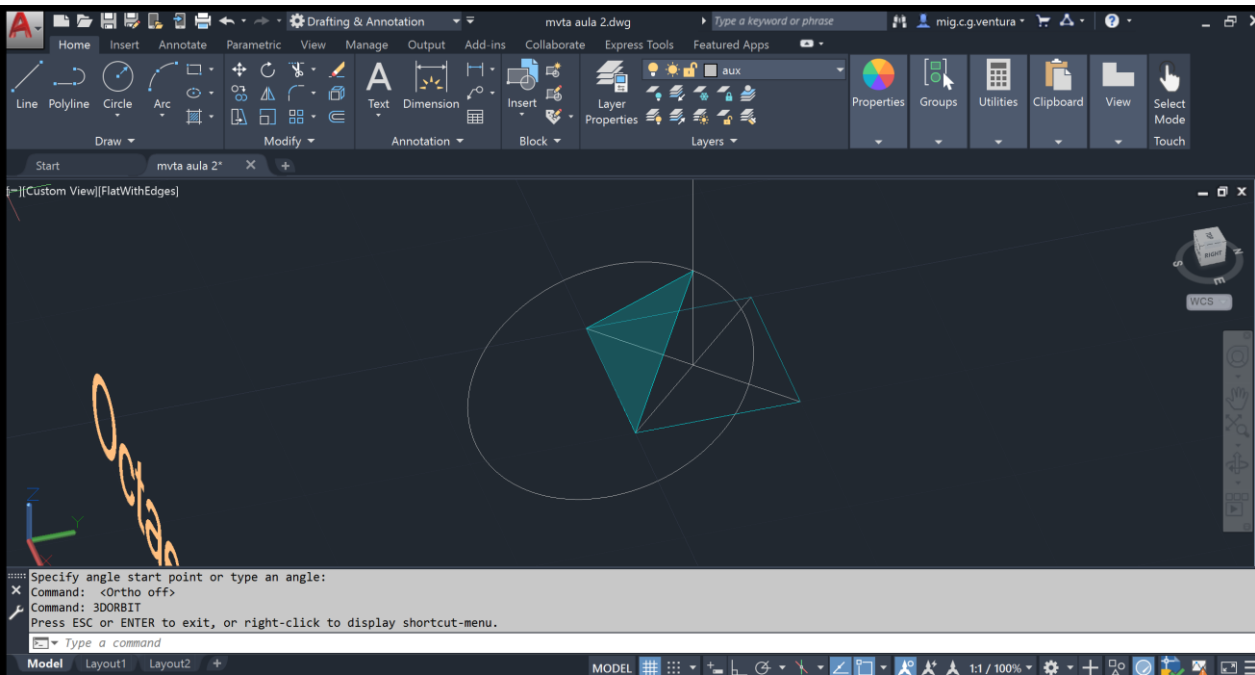 Drafting & Annotation
mvta aula 2.dwg
Type a keyword or phrase
mig.c.g.ventura
Home Insert Annotate Parametric View Manage Output Add-ins Collaborate Express Tools Featured Apps
Line Polyline Circle Arc
Text Dimension
Insert
Layer
Properties
aux
Properties Groups Utilities Clipboard View
Select
Mode
Draw Modify Annotation Block Layers Touch
Start mvta aula 2* +
[-][Custom View][FlatWithEdges]
RIGHT
N
S
E
WCS
Octae
Z
Y
X
Specify angle start point or type an angle:
Command: <Ortho off>
Command: 3DORBIT
Press ESC or ENTER to exit, or right-click to display shortcut-menu.
Type a command
Model Layout1 Layout2 +
MODEL 1:1 / 100%